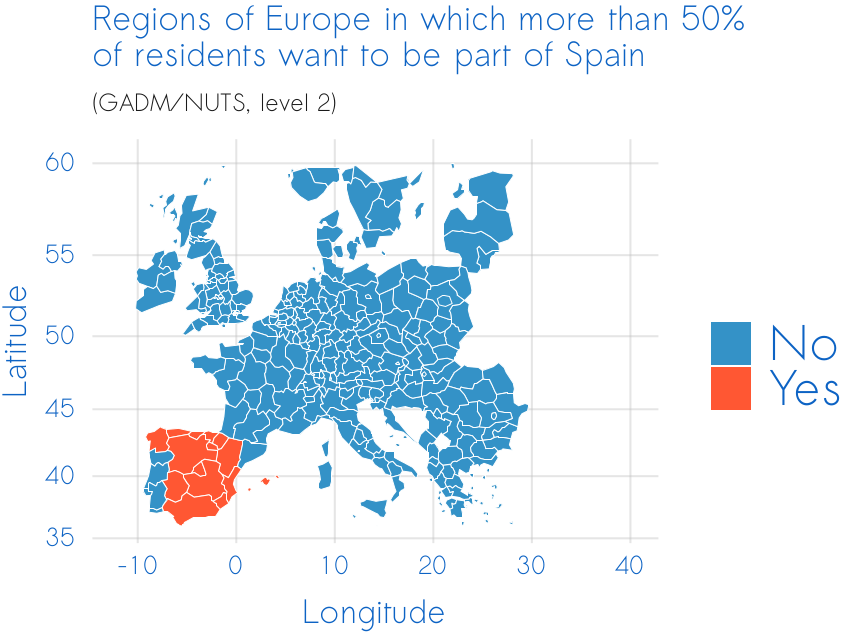 Regions of Europe in which more than 50%
of residents want to be part of Spain
(GADM/NUTS, level 2)
60
55
50
45
40
35
Latitude
-10
0
10
20
30
40
Longitude
No
Yes